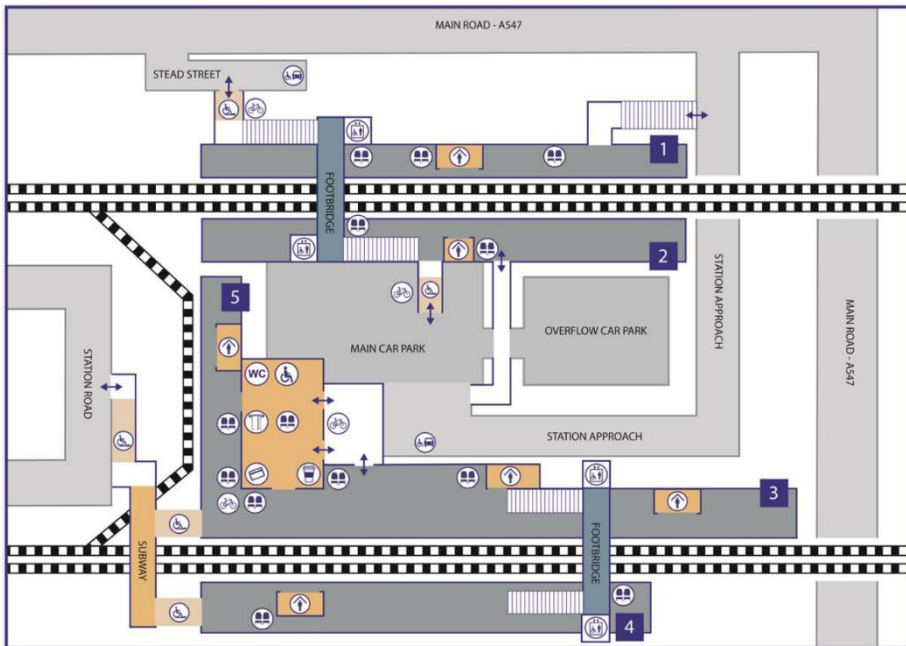 MAIN ROAD - A547
STEAD STREET
1
FOOTBRIDGE
2
STATION APPROACH
MAIN ROAD - A547
5
MAIN CAR PARK
OVERFLOW CAR PARK
STATION ROAD
WC
STATION APPROACH
3
SUBWAY
FOOTBRIDGE
4